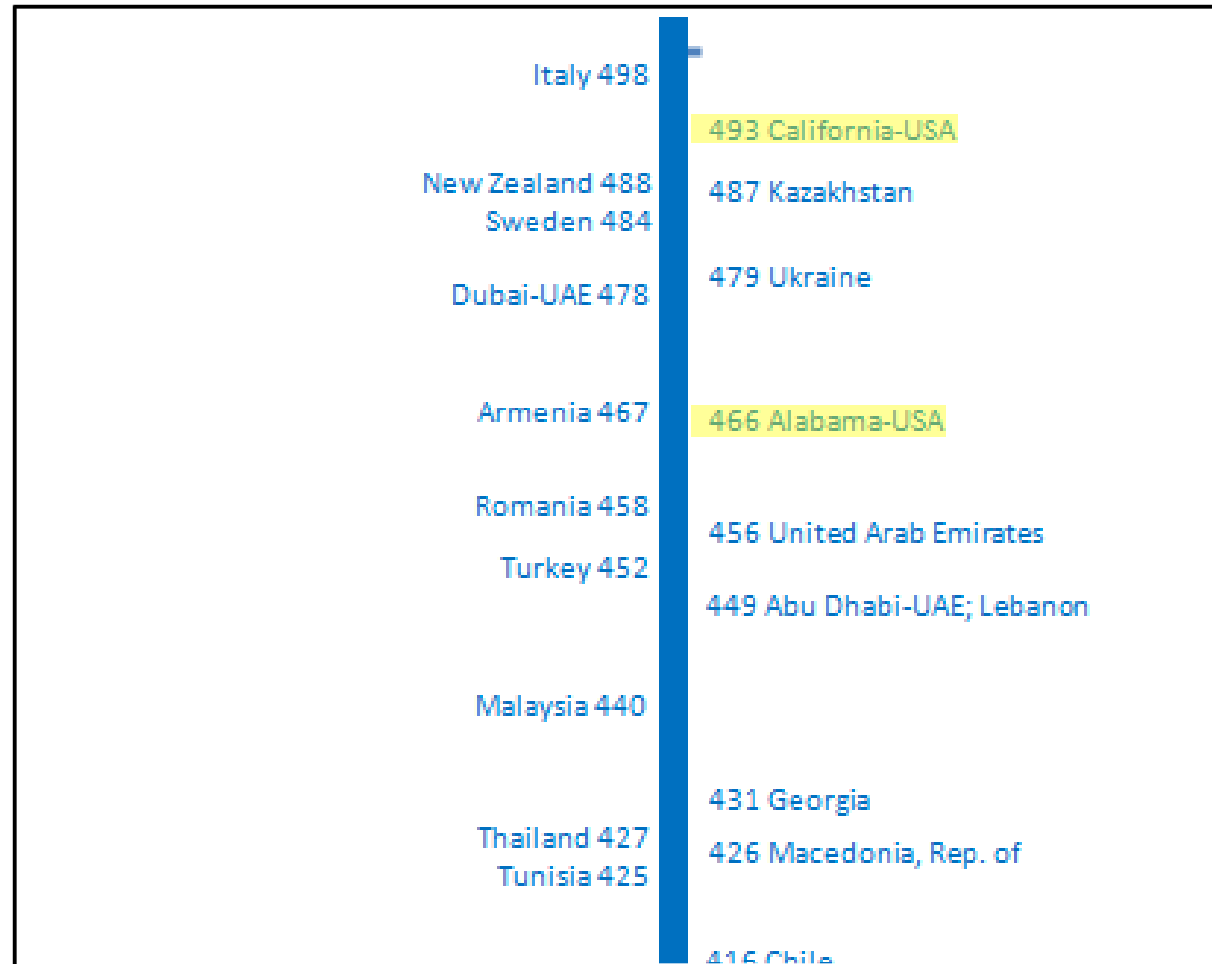 Italy 498
493 California-USA
New Zealand 488
487 Kazakhstan
Sweden 484
479 Ukraine
Dubai-UAE 478
Armenia 467
466 Alabama-USA
Romania 458
456 United Arab Emirates
Turkey 452
449 Abu Dhabi-UAE; Lebanon
Malaysia 440
431 Georgia
Thailand 427
426 Macedonia, Rep. of
Tunisia 425
416 Chile